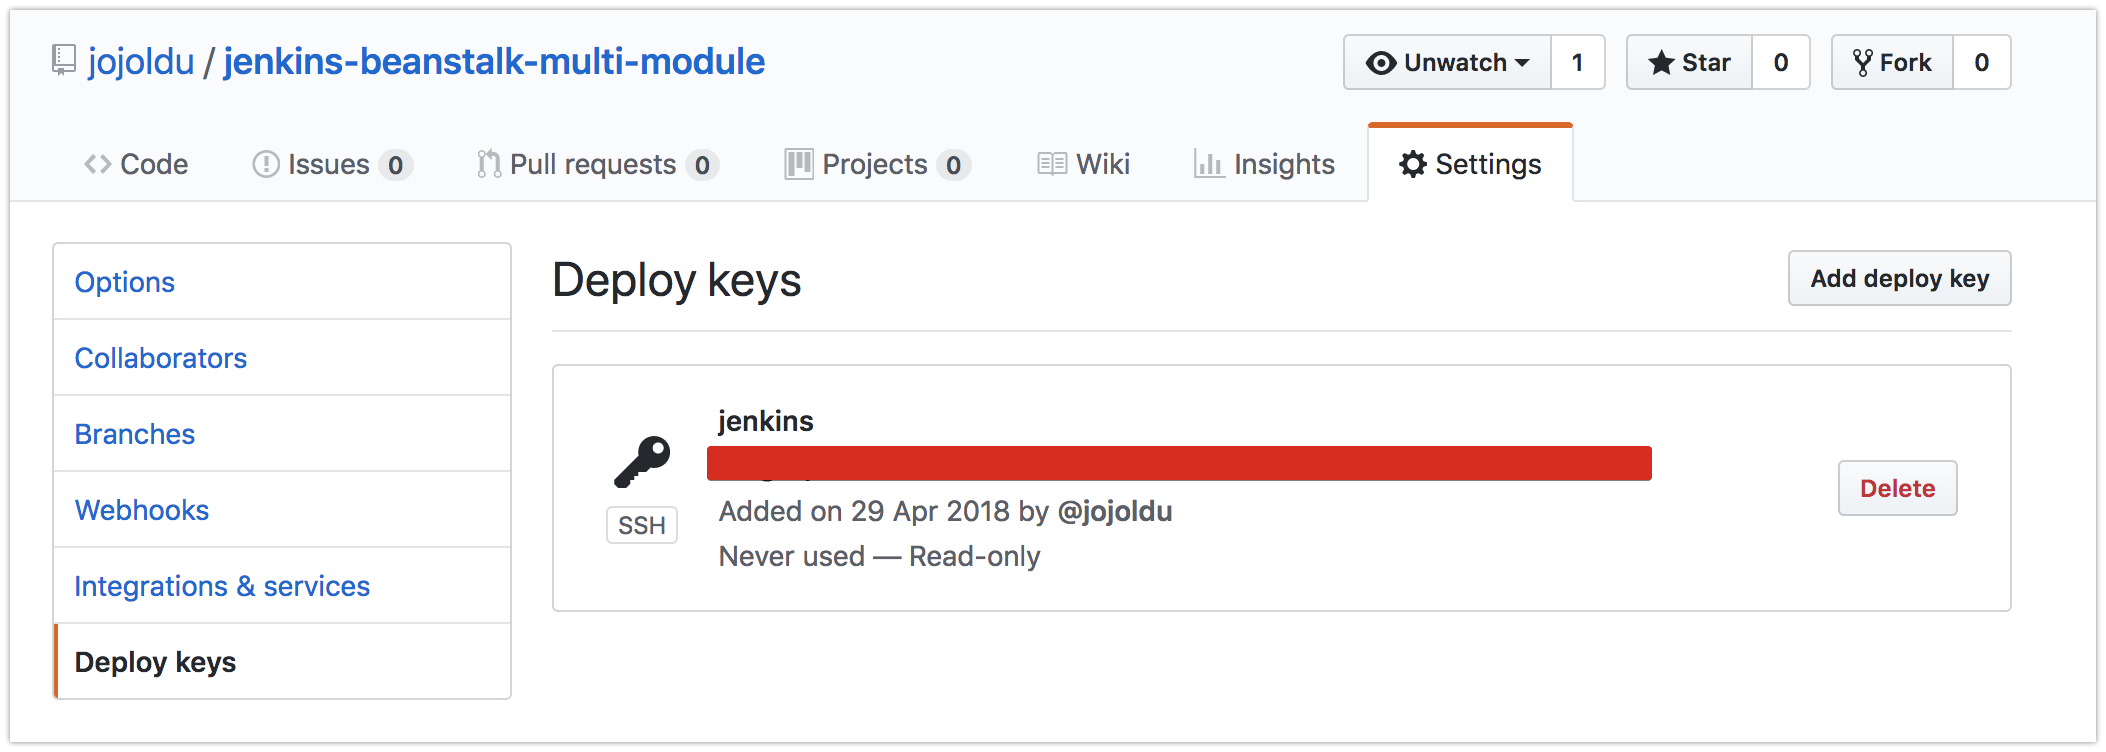 jojoldu / jenkins-beanstalk-multi-module
Unwatch 1
Star 0
Fork 0
Code
Issues 0
Pull requests 0
Projects 0
Wiki
Insights
Settings
Options
Collaborators
Branches
Webhooks
Integrations & services
Deploy keys
Deploy keys
Add deploy key
jenkins
SSH
Added on 29 Apr 2018 by @jojoldu
Never used — Read-only
Delete